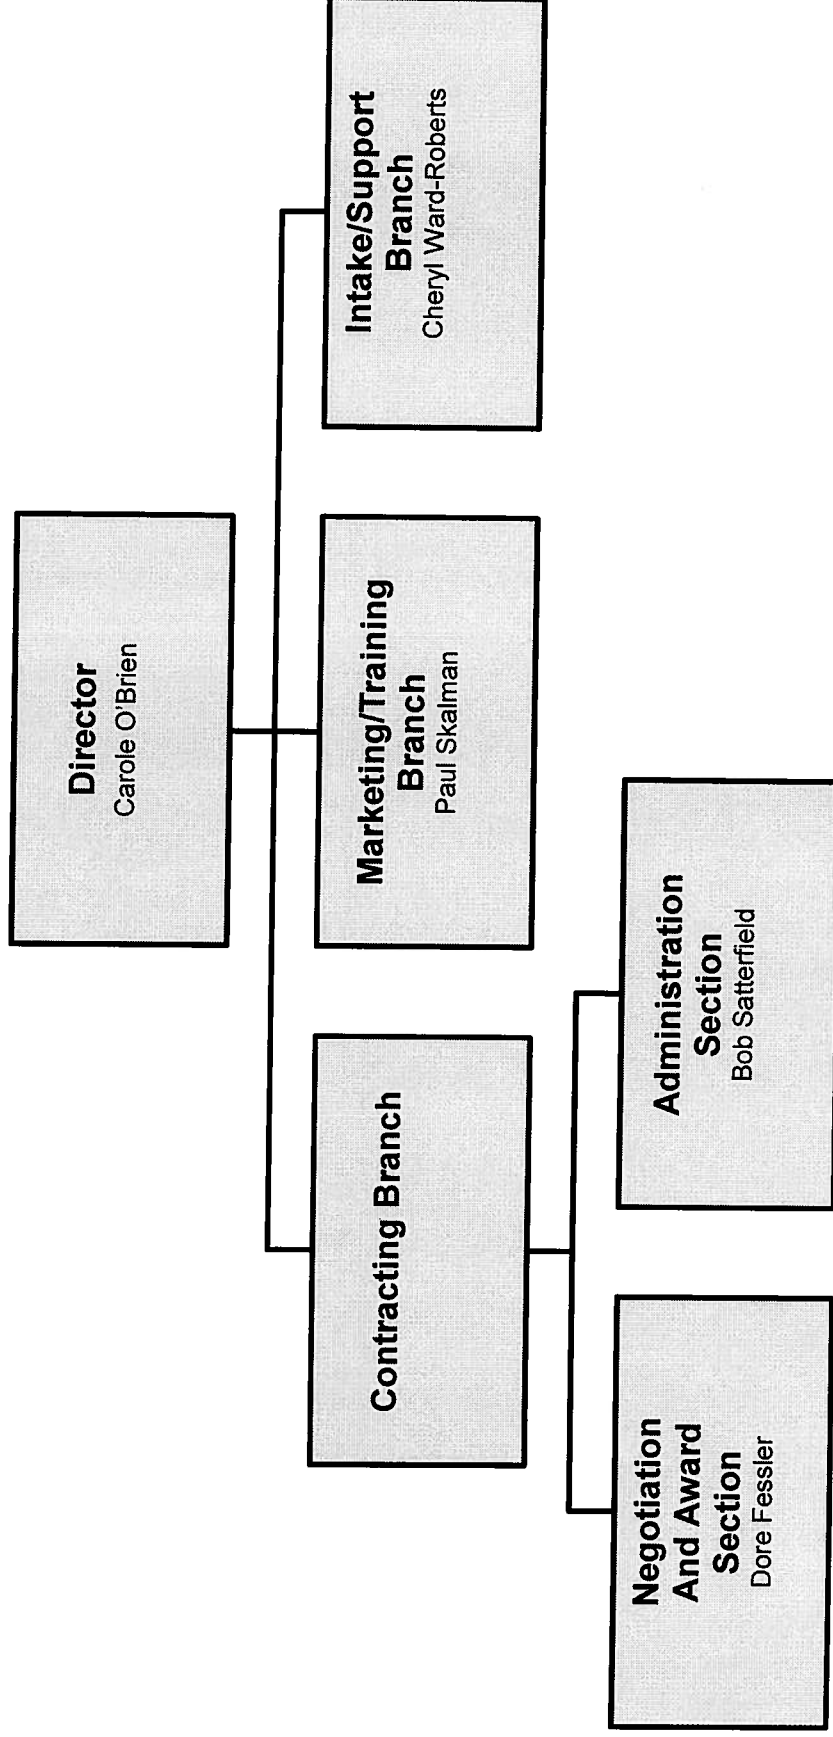 Director
Carole O'Brien
Contracting Branch
Marketing/Training
Branch
Paul Skalman
Intake/Support
Branch
Cheryl Ward-Roberts
Negotiation
And Award
Section
Dore Fessler
Administration
Section
Bob Satterfield